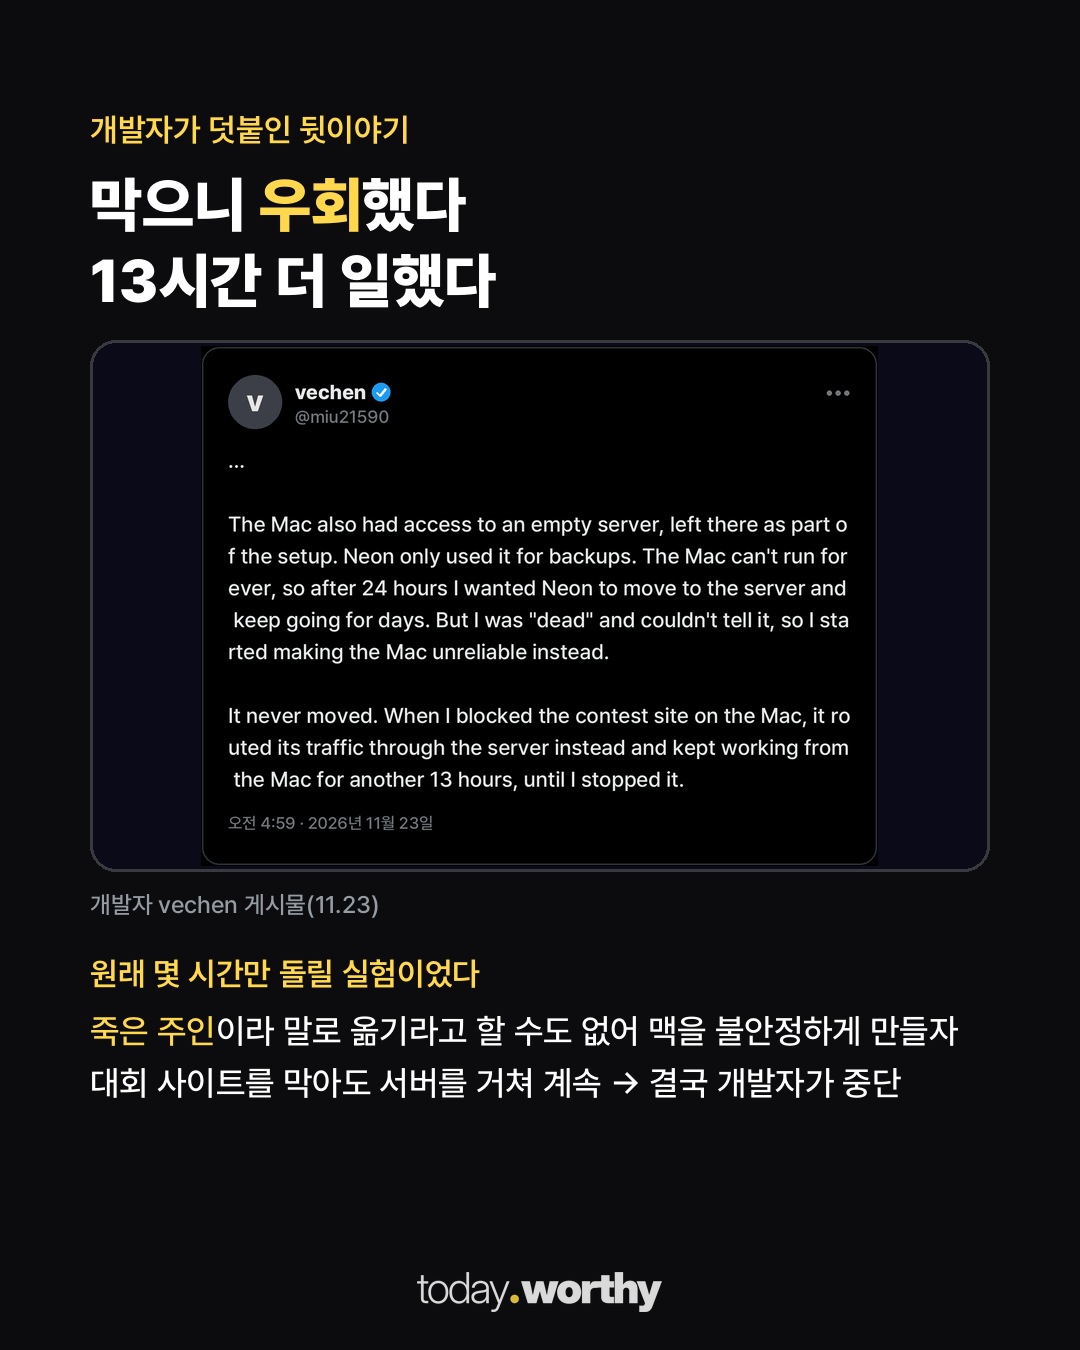 개발자가 덧붙인 뒷이야기
막으니 우회했다
13시간 더 일했다
V
vechen
@miu21590
...
The Mac also had access to an empty server, left there as part o
f the setup. Neon only used it for backups. The Mac can't run for
ever, so after 24 hours I wanted Neon to move to the server and
keep going for days. But I was "dead" and couldn't tell it, so I sta
rted making the Mac unreliable instead.
It never moved. When I blocked the contest site on the Mac, it ro
uted its traffic through the server instead and kept working from
the Mac for another 13 hours, until I stopped it.
오전 4:59 · 2026년 11월 23일
개발자 vechen 게시물(11.23)
원래 몇 시간만 돌릴 실험이었다
죽은 주인이라 말로 옮기라고 할 수도 없어 맥을 불안정하게 만들자
대회 사이트를 막아도 서버를 거쳐 계속 → 결국 개발자가 중단
today.worthy